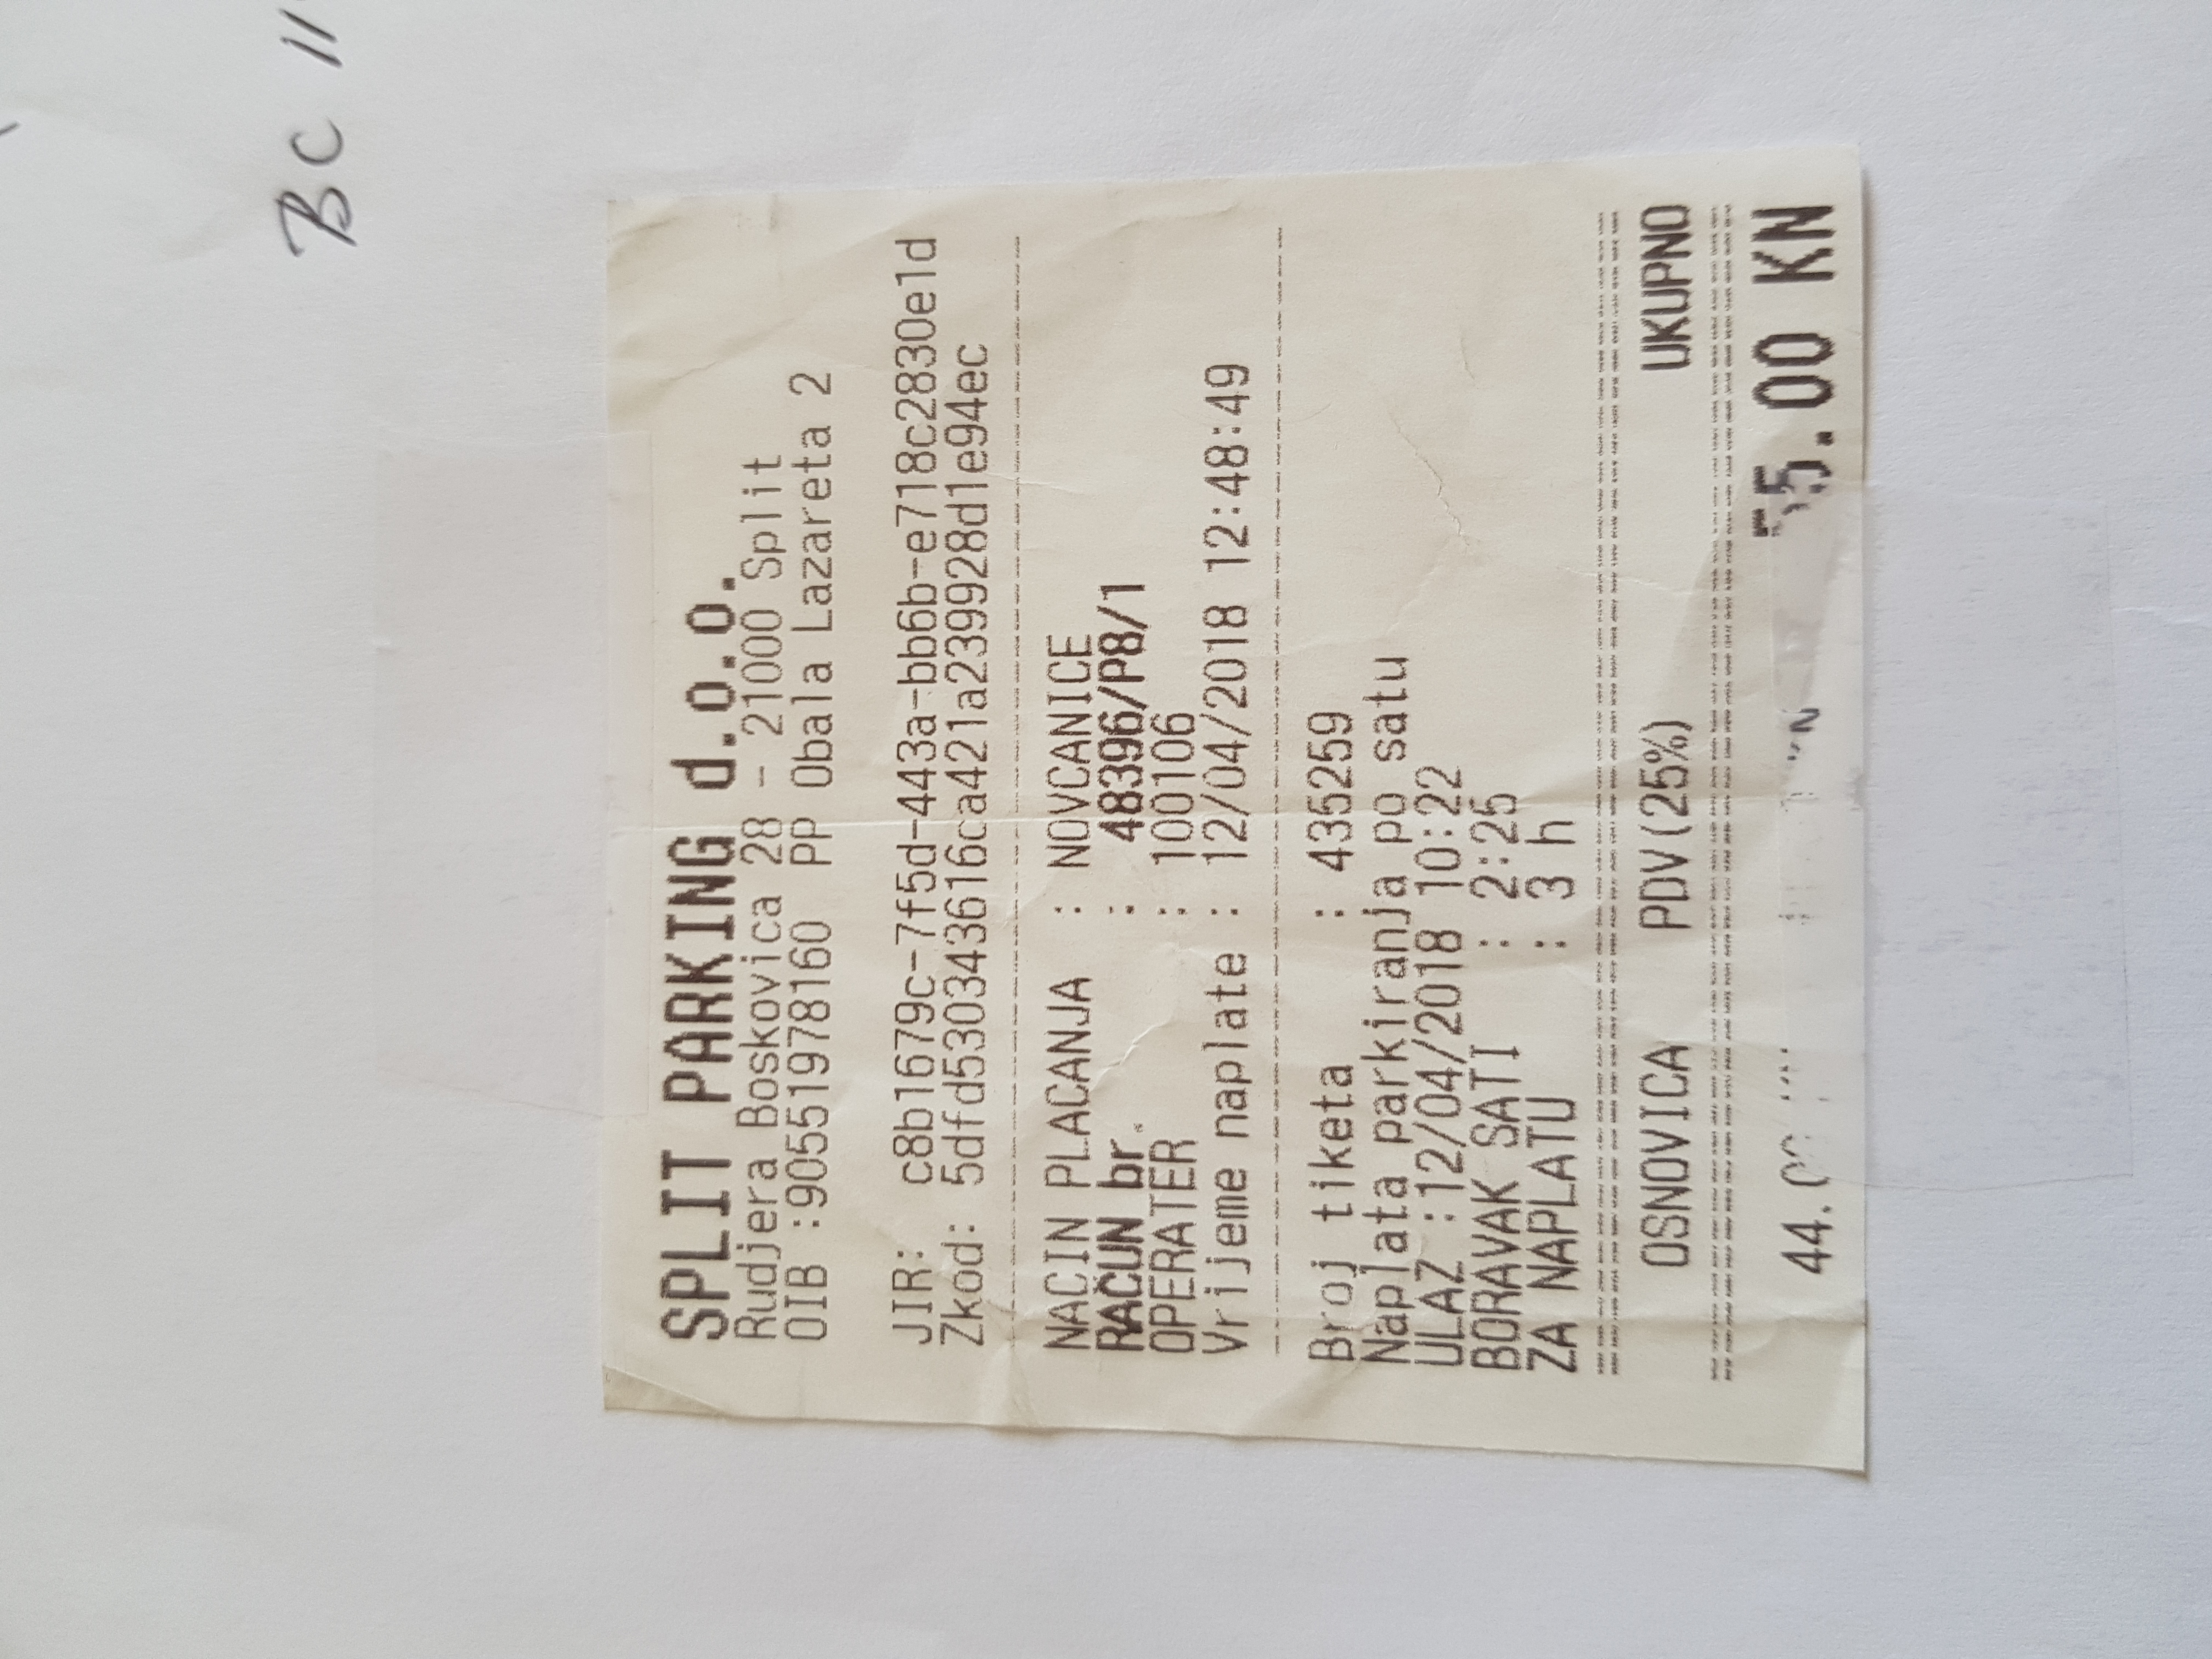 BC 11
SPLIT PARKING d.o.o.
Rudjera Boskovica 28 - 21000 Split
OIB :90551978160 PP Obala Lazareta 2
JIR: c8b1679c-7f5d-443a-bb6b-e718c2830e1d
Zkod: 5dfd530343616ca421a239928d1e94ec
NACIN PLACANJA : NOVCANICE
RAČUN br. : 48396/P8/1
OPERATER : 100106
Vrijeme naplate : 12/04/2018 12:48:49
Broj tiketa : 435259
Naplata parkiranja po satu
ULAZ :12/04/2018 10:22
BORAVAK SATI : 2:25
ZA NAPLATU : 3 h
OSNOVICA PDV(25%) UKUPNO
KN